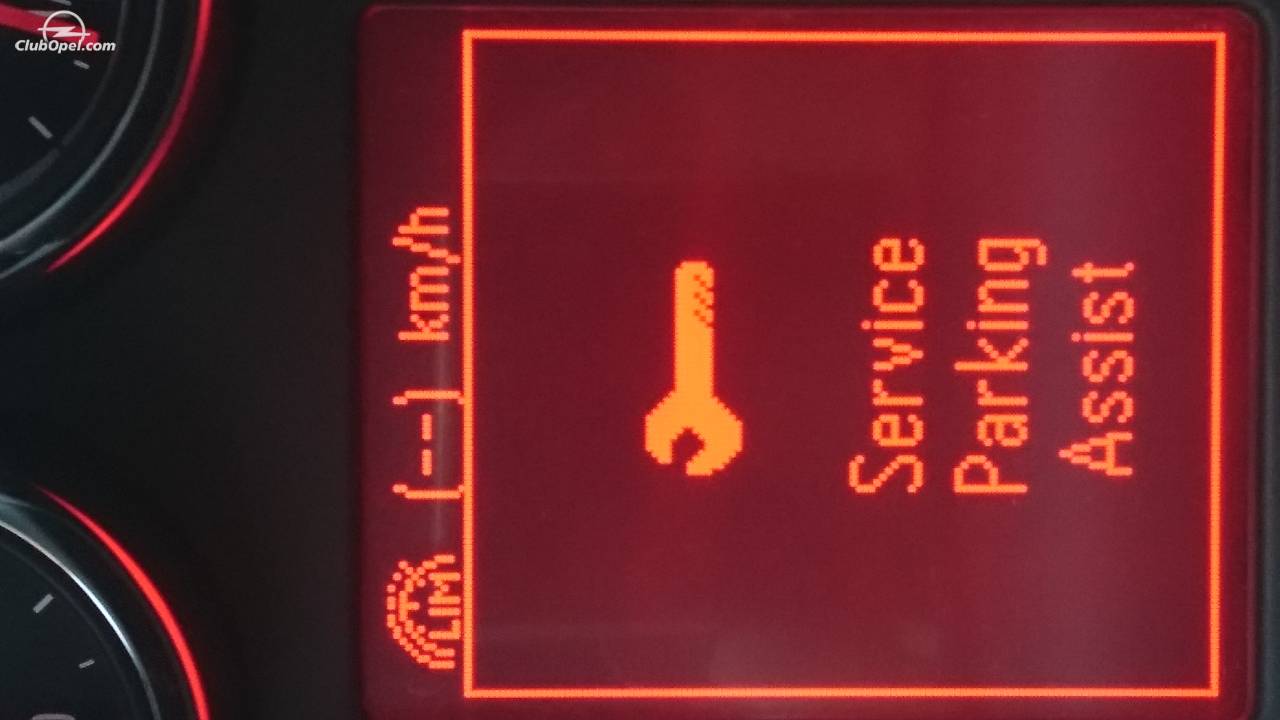 ClubOpel.com
LIM (--) km/h
Service
Parking
Assist